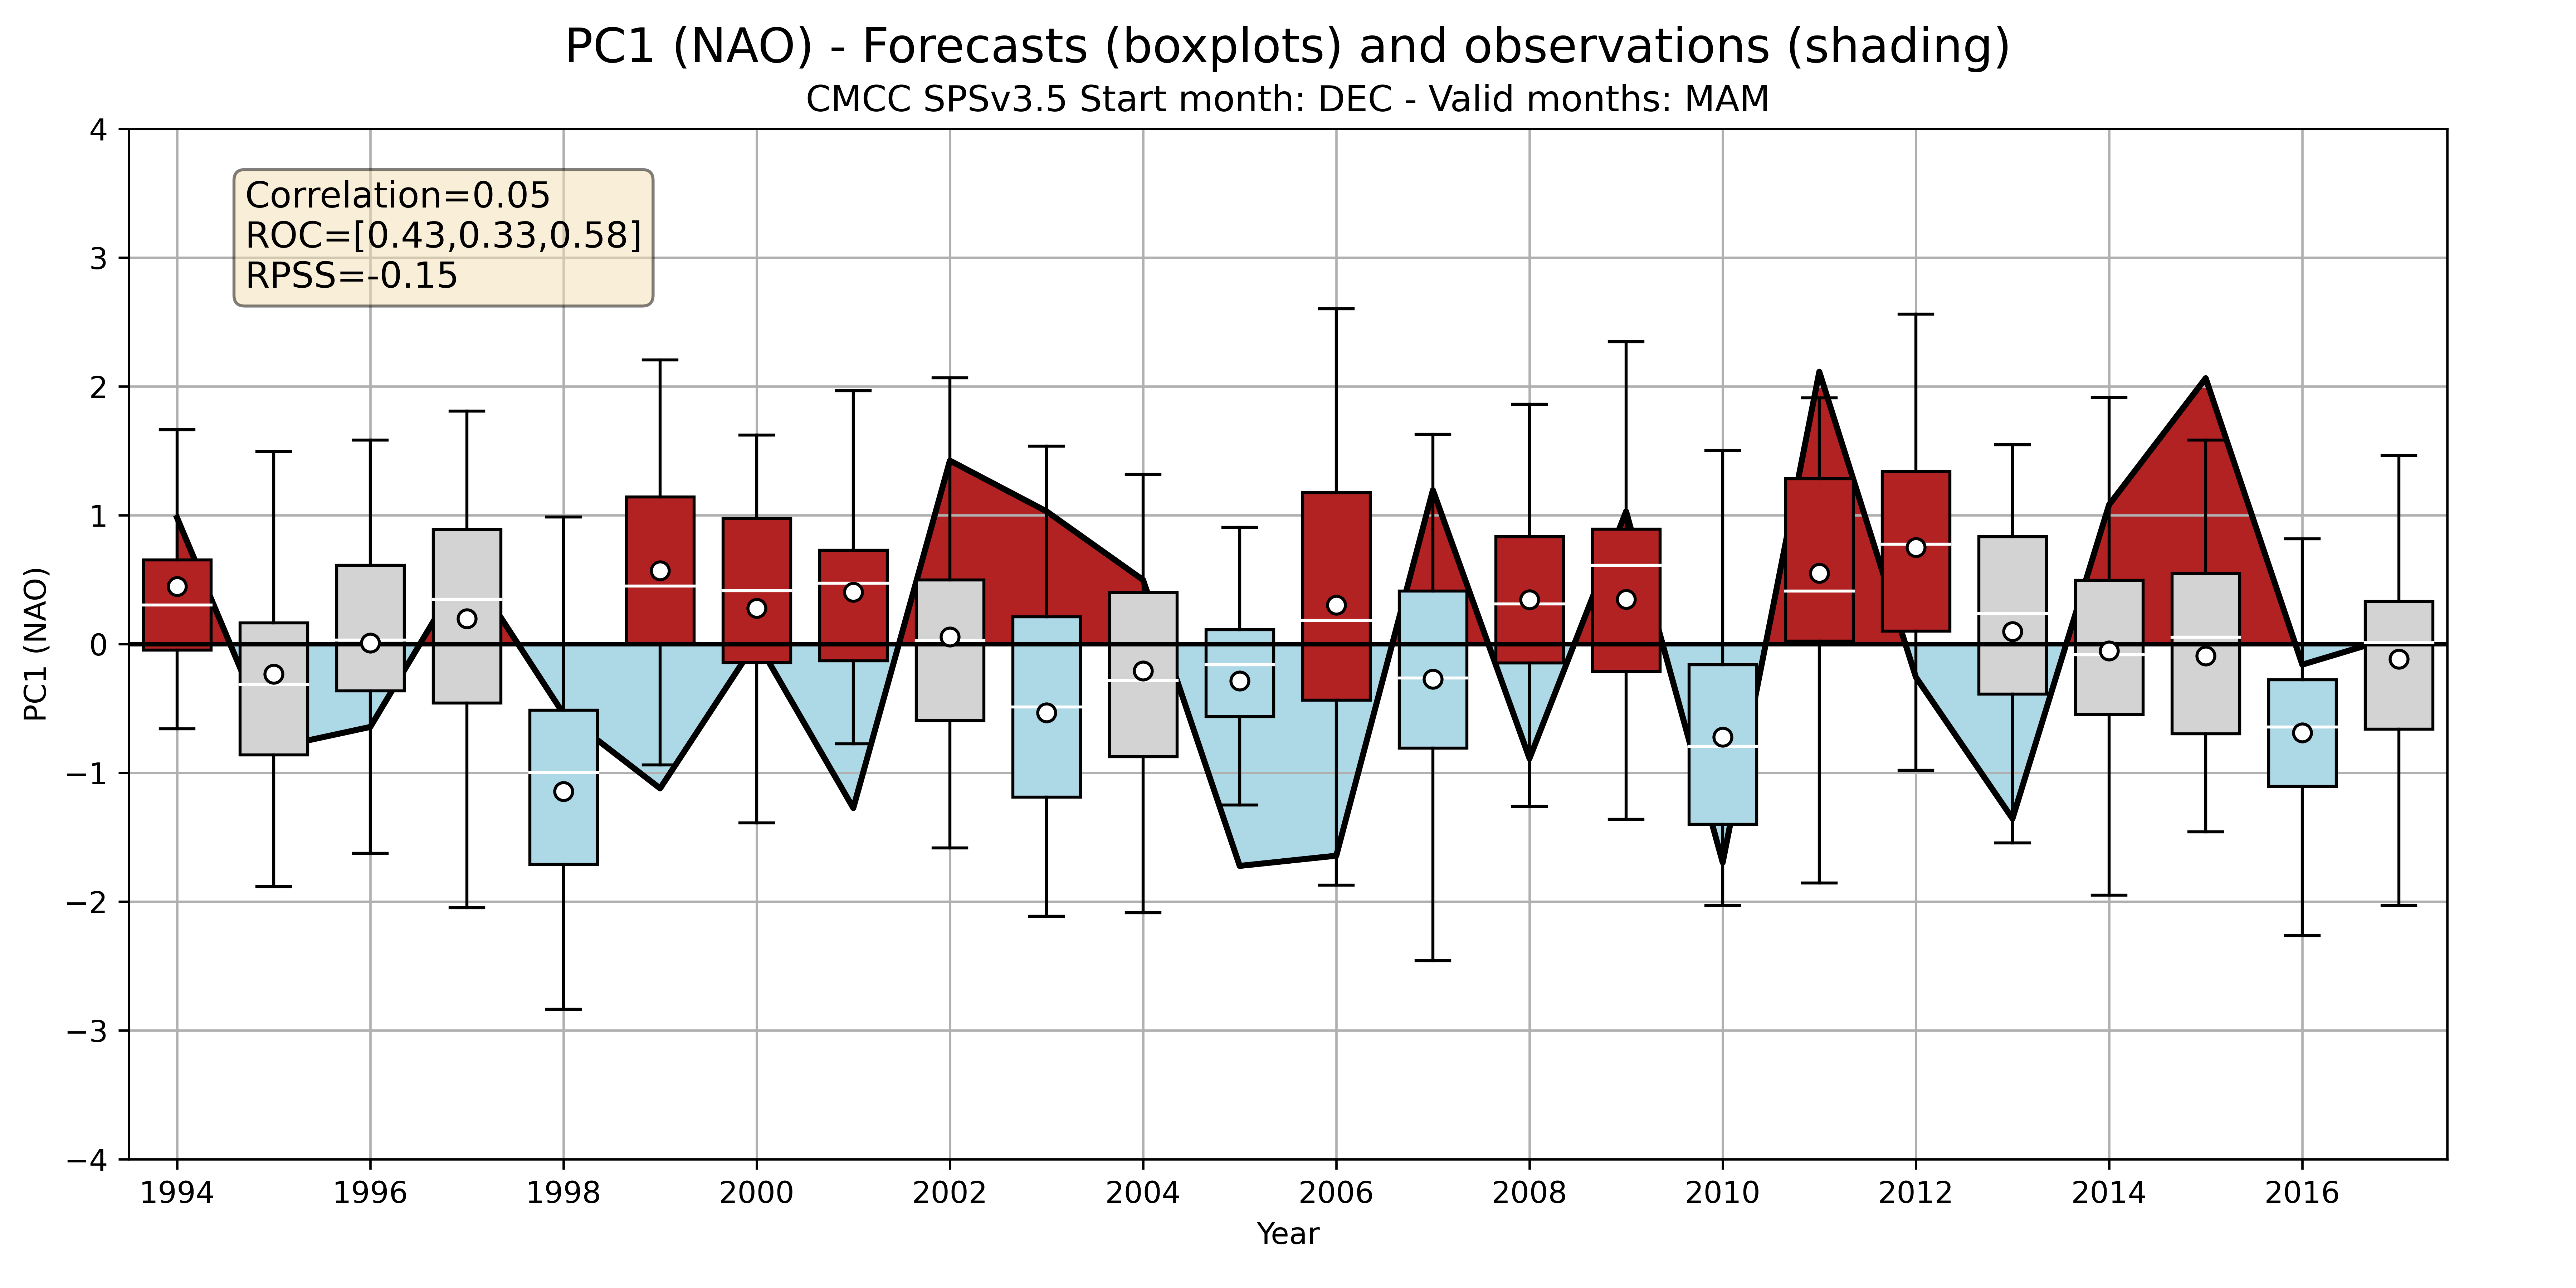 PC1 (NAO) - Forecasts (boxplots) and observations (shading)
CMCC SPSv3.5 Start month: DEC - Valid months: MAM
Correlation=0.05
ROC=[0.43,0.33,0.58]
RPSS=-0.15
PC1 (NAO)
4
3
2
1
0
−1
−2
−3
−4
1994 1996 1998 2000 2002 2004 2006 2008 2010 2012 2014 2016
Year